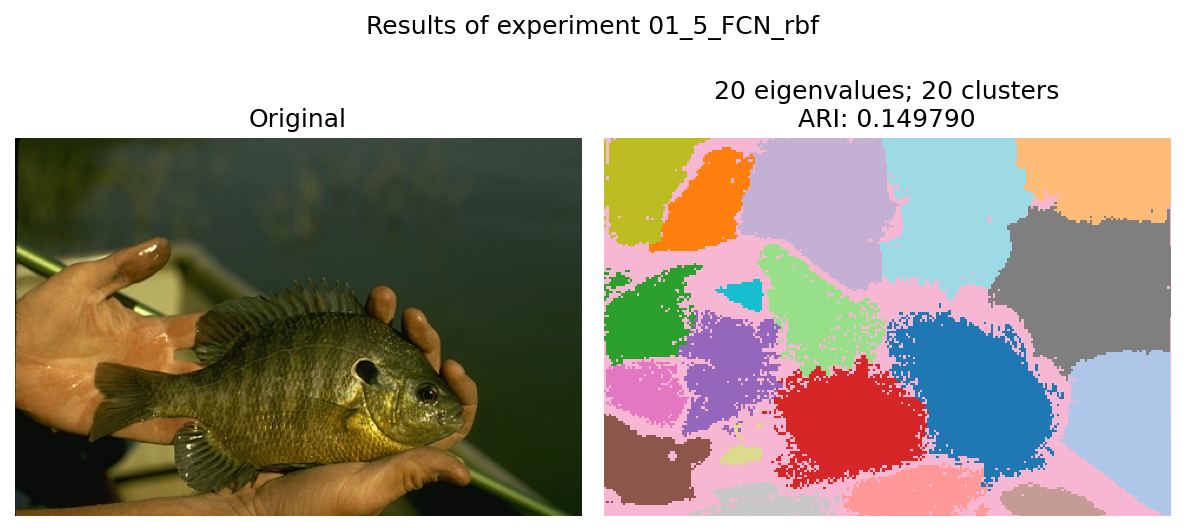 Results of experiment 01_5_FCN_rbf
Original
20 eigenvalues; 20 clusters
ARI: 0.149790